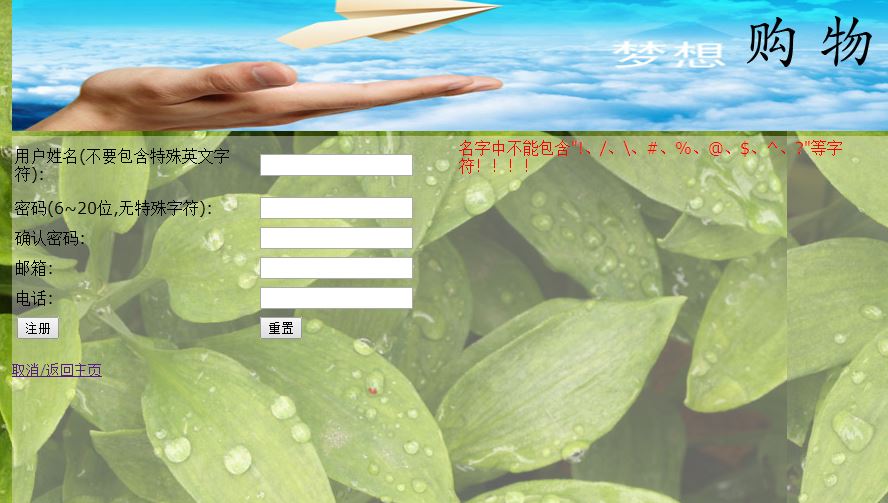 梦想
购物
用户姓名(不要包含特殊英文字
符):
名字中不能包含"!、/、\、#、%、@、$、^、?"等字
符！！！！
密码(6~20位,无特殊字符):
确认密码:
邮箱:
电话:
注册
重置
取消/返回主页